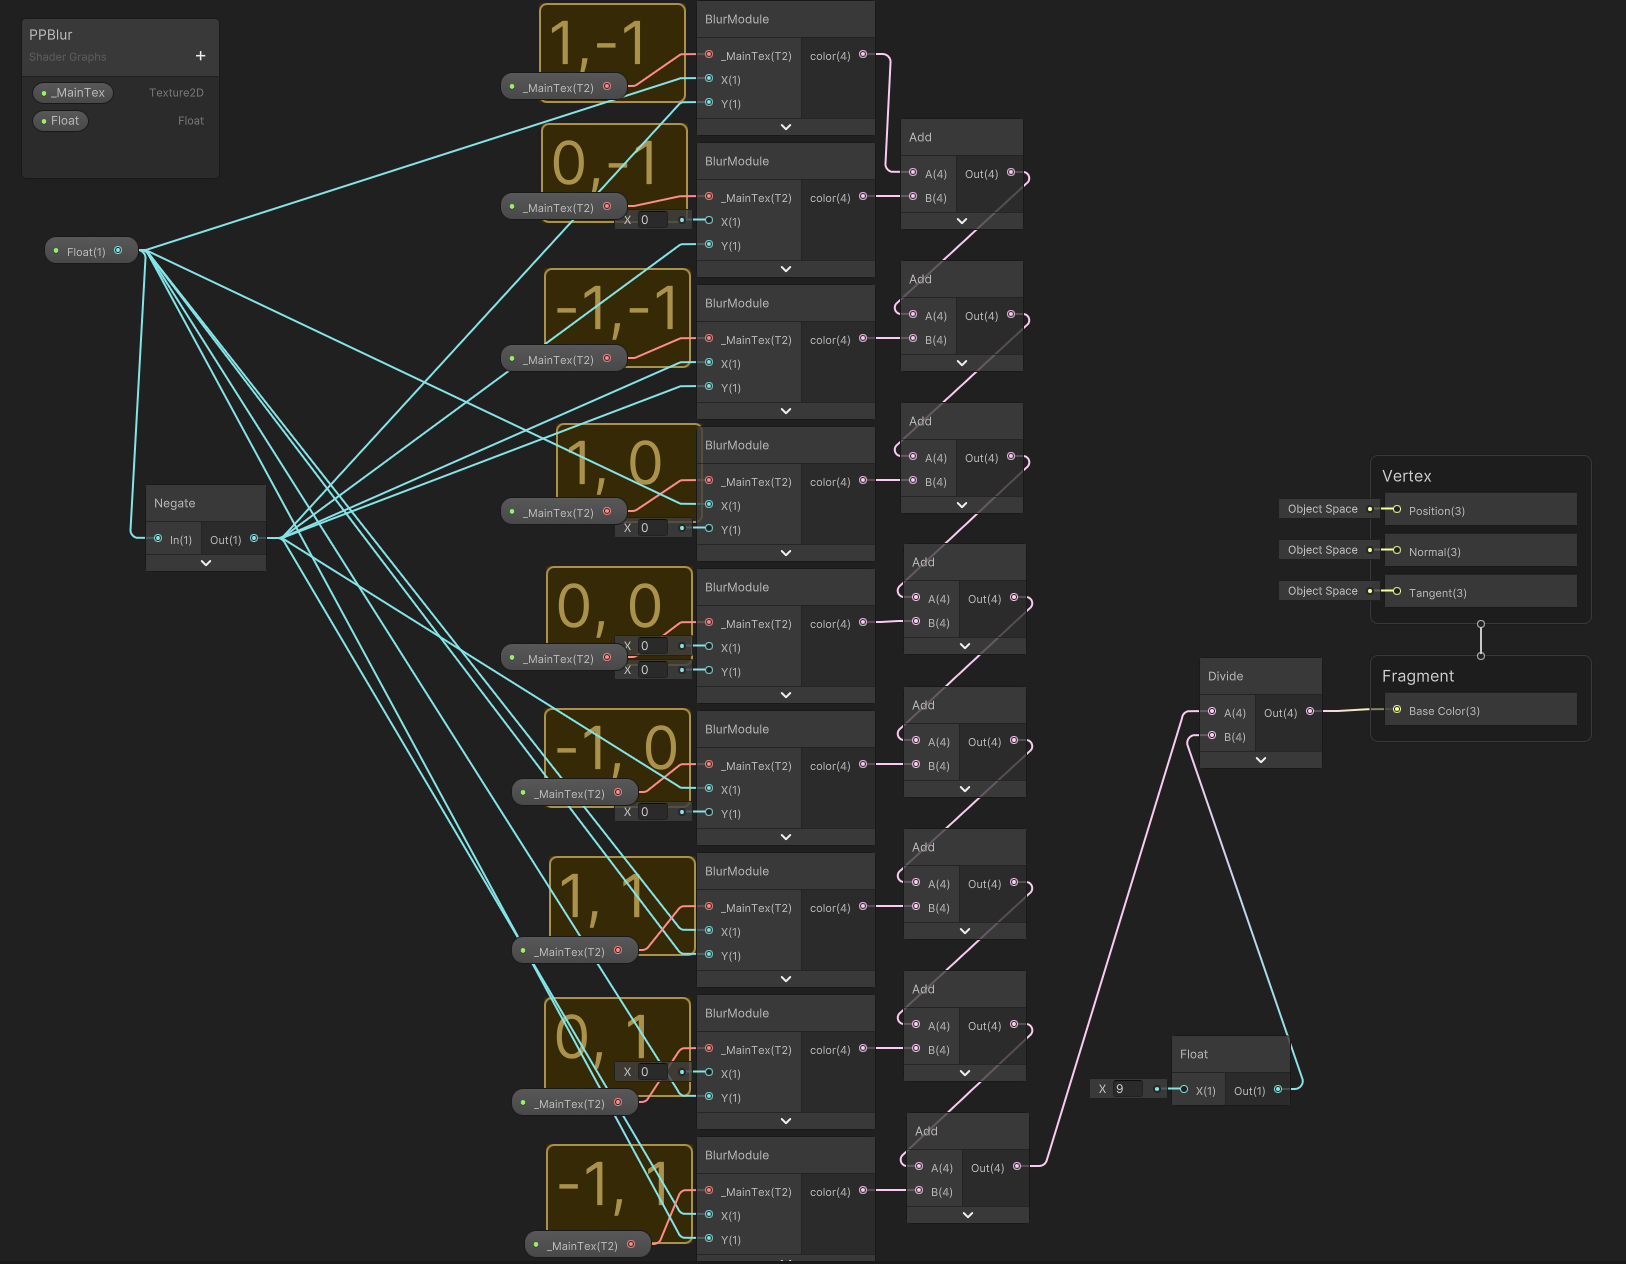 PPBlur
Shader Graphs
+
_MainTex
Texture2D
Float
Float
Float(1)
Negate
In(1)
Out(1)
1,-1
_MainTex(T2)
BlurModule
_MainTex(T2)
color(4)
X(1)
Y(1)
0,-1
_MainTex(T2)
X 0
BlurModule
_MainTex(T2)
color(4)
X(1)
Y(1)
-1,-1
_MainTex(T2)
BlurModule
_MainTex(T2)
color(4)
X(1)
Y(1)
1, 0
_MainTex(T2)
X 0
BlurModule
_MainTex(T2)
color(4)
X(1)
Y(1)
0, 0
_MainTex(T2)
X 0
X 0
BlurModule
_MainTex(T2)
color(4)
X(1)
Y(1)
-1, 0
_MainTex(T2)
X 0
BlurModule
_MainTex(T2)
color(4)
X(1)
Y(1)
1, 1
_MainTex(T2)
BlurModule
_MainTex(T2)
color(4)
X(1)
Y(1)
0, 1
X 0
_MainTex(T2)
BlurModule
_MainTex(T2)
color(4)
X(1)
Y(1)
-1, 1
_MainTex(T2)
BlurModule
_MainTex(T2)
color(4)
X(1)
Y(1)
Add
A(4)
Out(4)
B(4)
Add
A(4)
Out(4)
B(4)
Add
A(4)
Out(4)
B(4)
Add
A(4)
Out(4)
B(4)
Add
A(4)
Out(4)
B(4)
Add
A(4)
Out(4)
B(4)
Add
A(4)
Out(4)
B(4)
Add
A(4)
Out(4)
B(4)
Float
X 9
X(1)
Out(1)
Divide
A(4)
Out(4)
B(4)
Vertex
Object Space
Position(3)
Object Space
Normal(3)
Object Space
Tangent(3)
Fragment
Base Color(3)